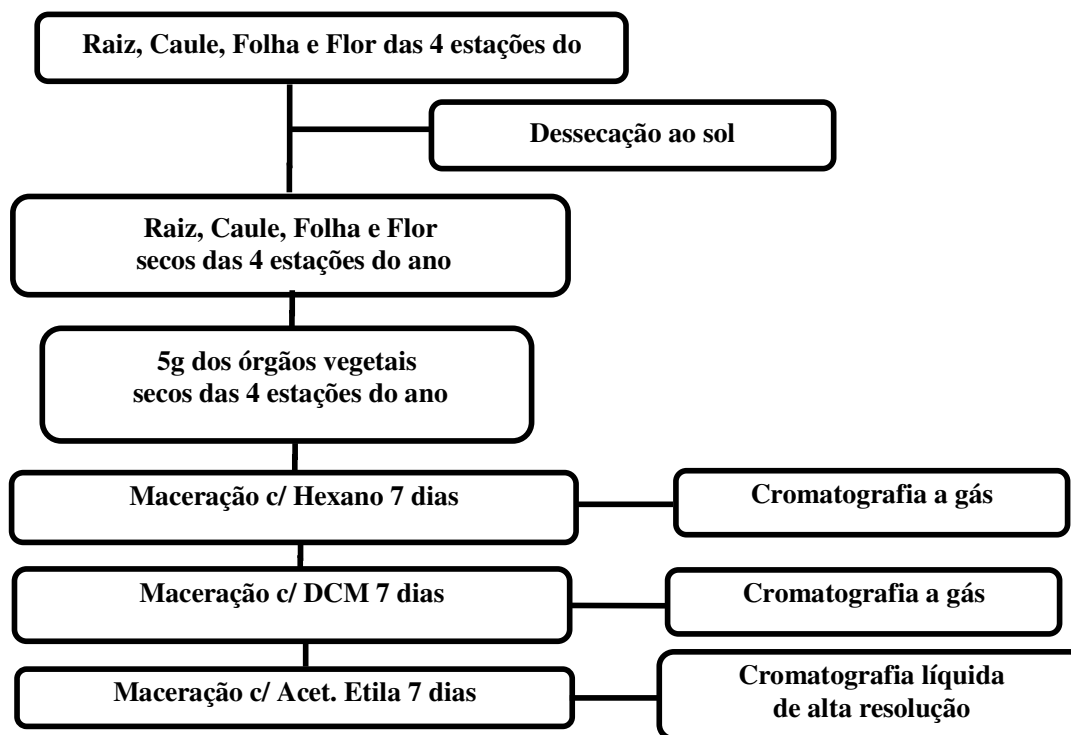 Raiz, Caule, Folha e Flor das 4 estações do
Dessecação ao sol
Raiz, Caule, Folha e Flor
secos das 4 estações do ano
5g dos órgãos vegetais
secos das 4 estações do ano
Maceração c/ Hexano 7 dias
Cromatografia a gás
Maceração c/ DCM 7 dias
Cromatografia a gás
Maceração c/ Acet. Etila 7 dias
Cromatografia líquida
de alta resolução